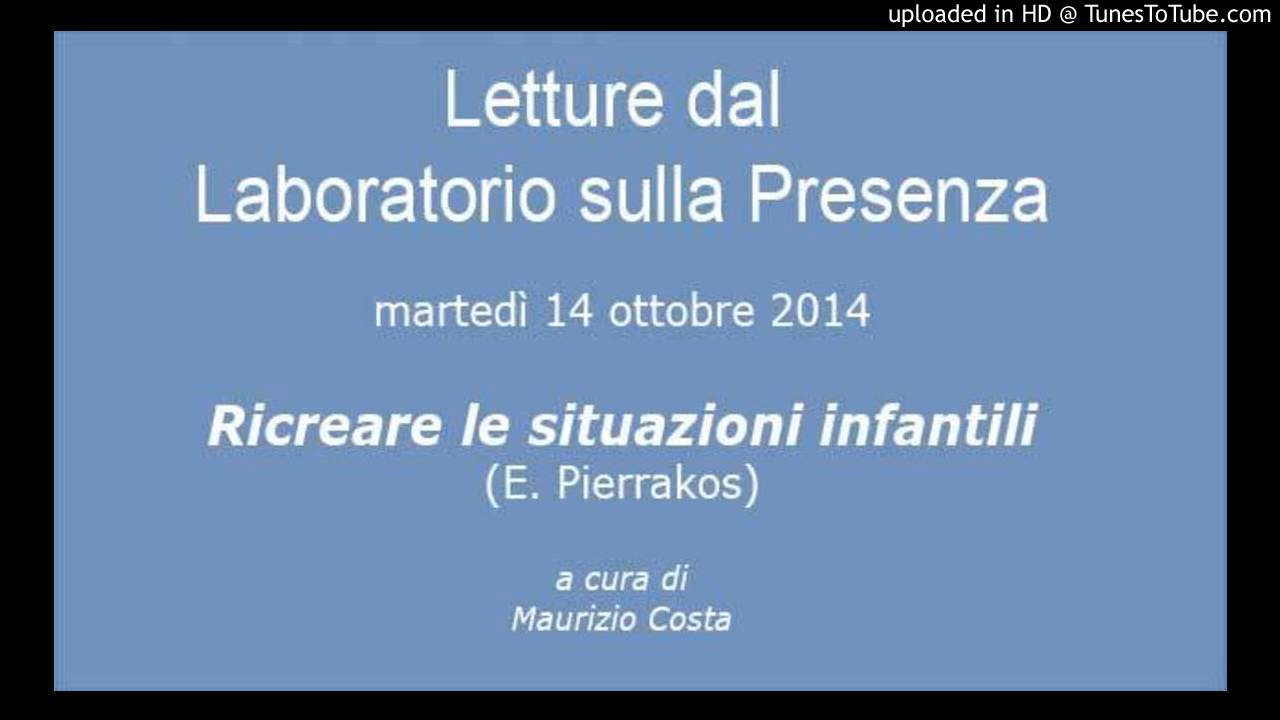 uploaded in HD @ TunesToTube.com
Letture dal
Laboratorio sulla Presenza
martedì 14 ottobre 2014
Ricreare le situazioni infantili
(E. Pierrakos)
a cura di
Maurizio Costa